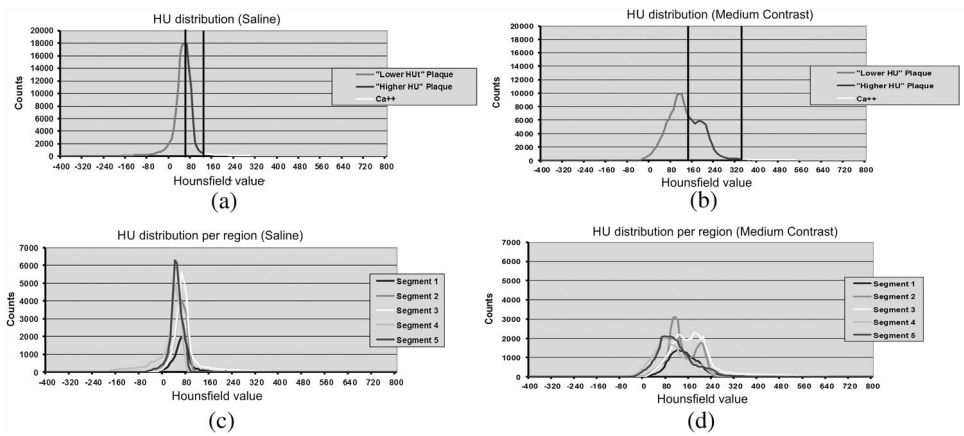 HU distribution (Saline)
20000
18000
16000
14000
12000
10000
8000
6000
4000
2000
0
Counts
-400 -320 -240 -160 -80 0 80 160 240 320 400 480 560 640 720 800
Hounsfield value
"Lower HUt" Plaque
"Higher HU" Plaque
Ca++
(a)
HU distribution (Medium Contrast)
20000
18000
16000
14000
12000
10000
8000
6000
4000
2000
0
Counts
-400 -320 -240 -160 -80 0 80 160 240 320 400 480 560 640 720 800
Hounsfield value
"Lower HU" Plaque
"Higher HU" Plaque
Ca++
(b)
HU distribution per region (Saline)
7000
6000
5000
4000
3000
2000
1000
0
Counts
-400 -320 -240 -160 -80 0 80 160 240 320 400 480 560 640 720 800
Hounsfield value
Segment 1
Segment 2
Segment 3
Segment 4
Segment 5
(c)
HU distribution per region (Medium Contrast)
7000
6000
5000
4000
3000
2000
1000
0
Counts
-400 -320 -240 -160 -80 0 80 160 240 320 400 480 560 640 720 800
Hounsfield value
Segment 1
Segment 2
Segment 3
Segment 4
Segment 5
(d)